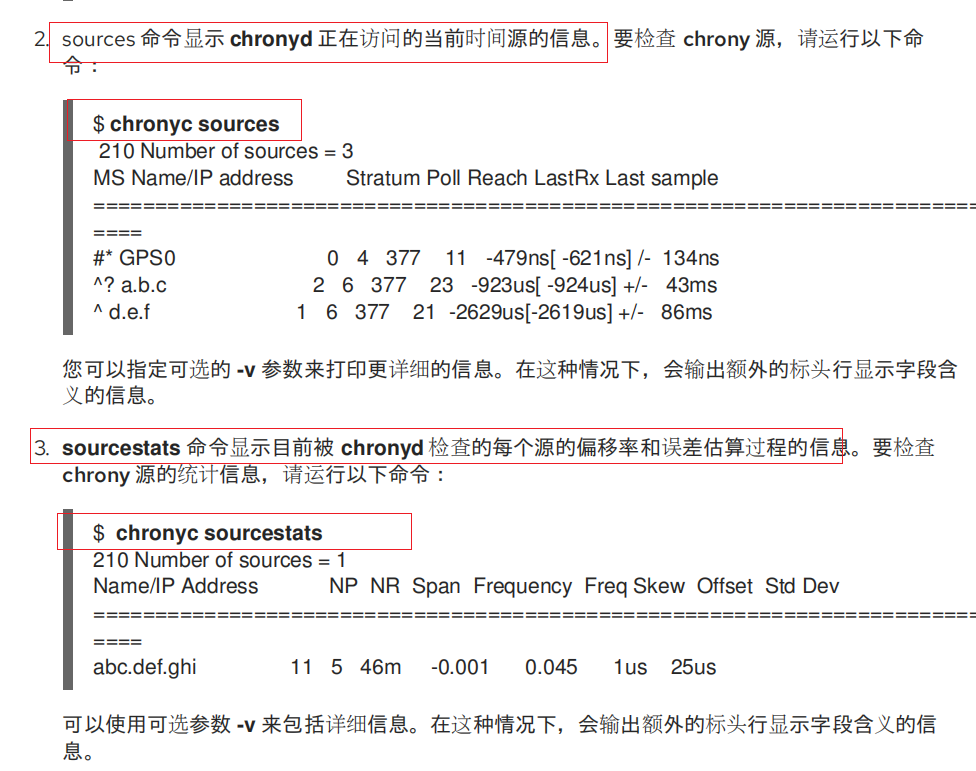 2. sources 命令显示 chronyd 正在访问的当前时间源的信息。要检查 chrony 源，请运行以下命
令：
$ chronyc sources
210 Number of sources = 3
MS Name/IP address Stratum Poll Reach LastRx Last sample
===========================================================================
====
#* GPS0 0 4 377 11 -479ns[ -621ns] /- 134ns
^? a.b.c 2 6 377 23 -923us[ -924us] +/- 43ms
^ d.e.f 1 6 377 21 -2629us[-2619us] +/- 86ms
您可以指定可选的 -v 参数来打印更详细的信息。在这种情况下，会输出额外的标头行显示字段含
义的信息。
3. sourcestats 命令显示目前被 chronyd 检查的每个源的偏移率和误差估算过程的信息。要检查
chrony 源的统计信息，请运行以下命令：
$ chronyc sourcestats
210 Number of sources = 1
Name/IP Address NP NR Span Frequency Freq Skew Offset Std Dev
===========================================================================
====
abc.def.ghi 11 5 46m -0.001 0.045 1us 25us
可以使用可选参数 -v 来包括详细信息。在这种情况下，会输出额外的标头行显示字段含义的信
息。